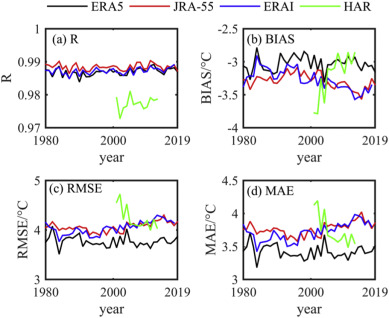 ERA5 JRA-55 ERAI HAR
(a) R
1
0.99
0.98
0.97
R
1980 2000 2019
year
(b) BIAS
-2.5
-3
-3.5
-4
BIAS/°C
1980 2000 2019
year
(c) RMSE
5
4
3
RMSE/°C
1980 2000 2019
year
(d) MAE
4.5
4
3.5
3
MAE/°C
1980 2000 2019
year